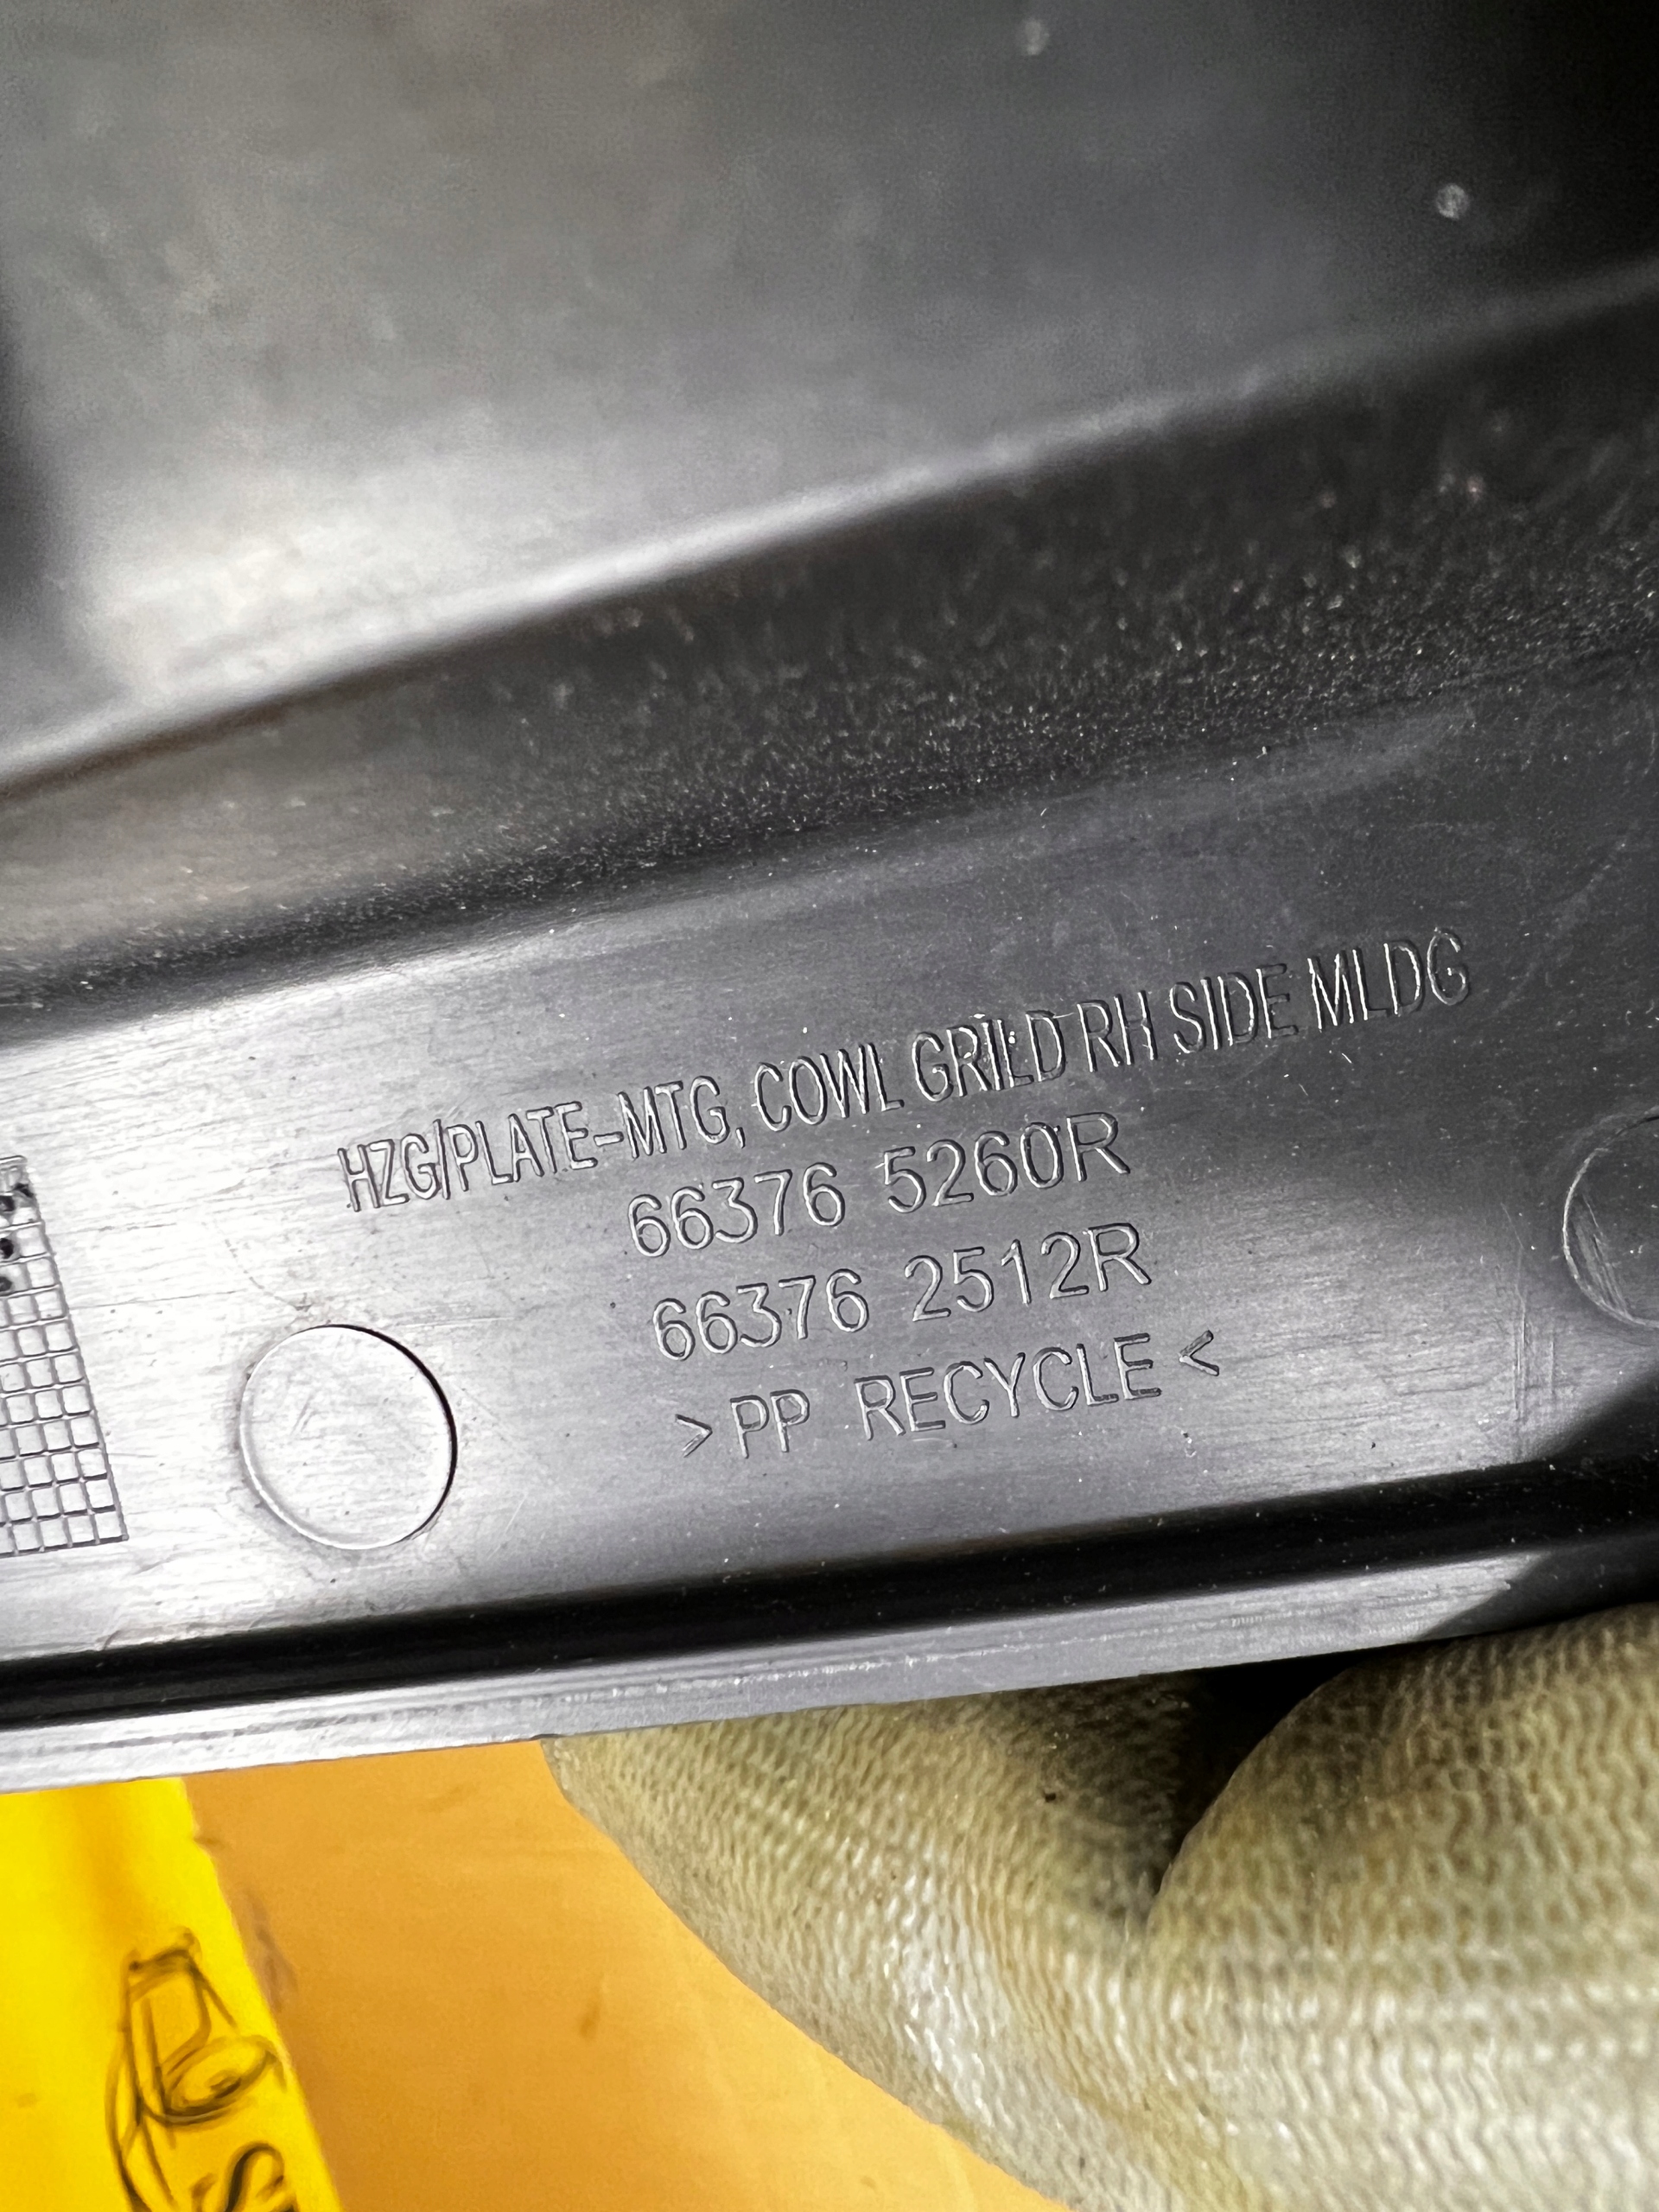 HZG/PLATE-MTG, COWL GRILD RH SIDE MLDG
66376 5260R
66376 2512R
>PP RECYCLE<